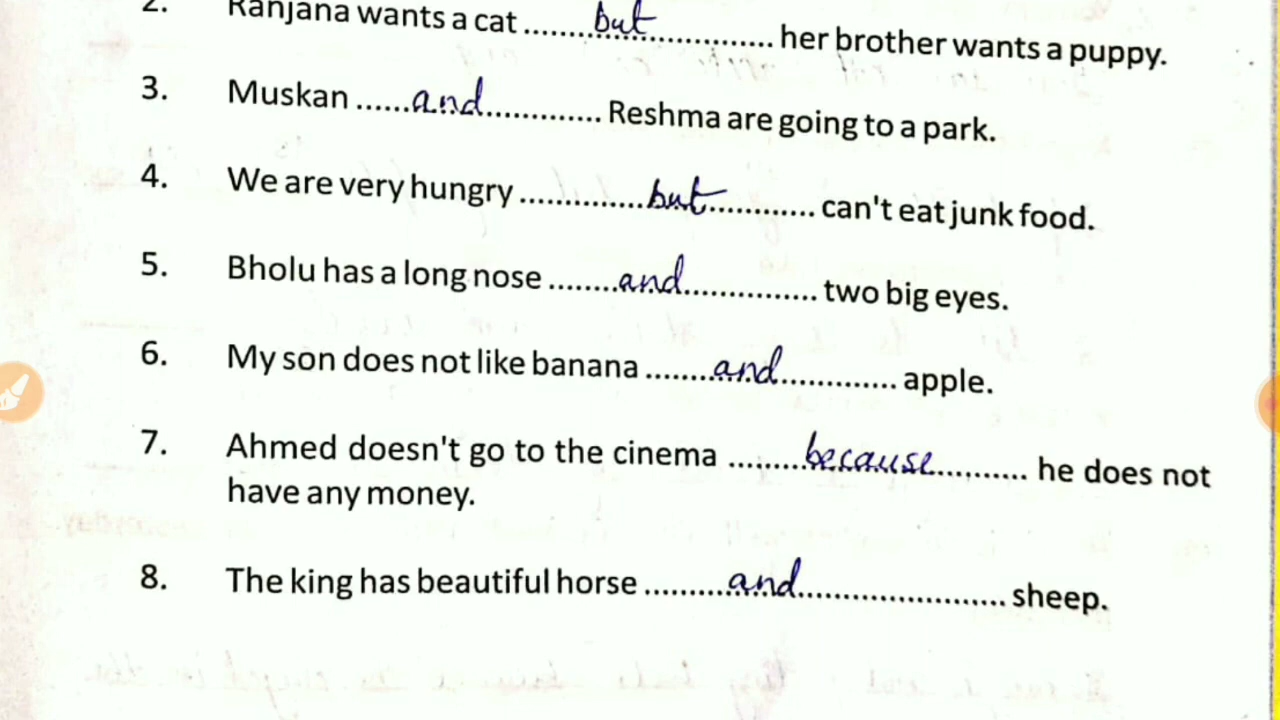 2. Ranjana wants a cat ........but............... her brother wants a puppy.
3. Muskan ......and............. Reshma are going to a park.
4. We are very hungry .............but............ can't eat junk food.
5. Bholu has a long nose ........and............... two big eyes.
6. My son does not like banana ........and............. apple.
7. Ahmed doesn't go to the cinema ........because.......... he does not
have any money.
8. The king has beautiful horse .........and....................... sheep.